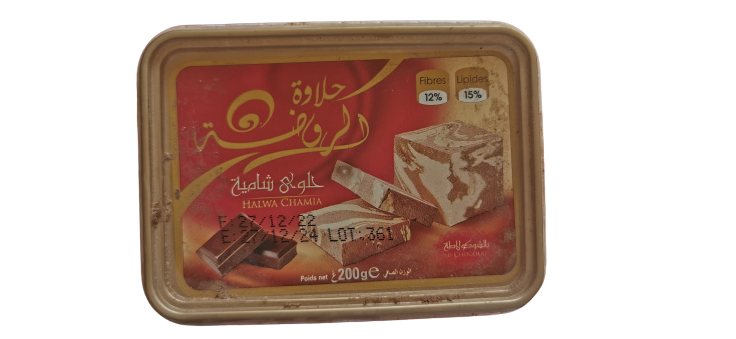 حلاوة
الروضة
Fibres
12%
Lipides
15%
حلوى شامية
HALWA CHAMIA
F:27/12/22
E:27/12/24 LOT:361
بالشوكولاطة
AU CHOCOLAT
Poids net 200g e غ الوزن الصافي